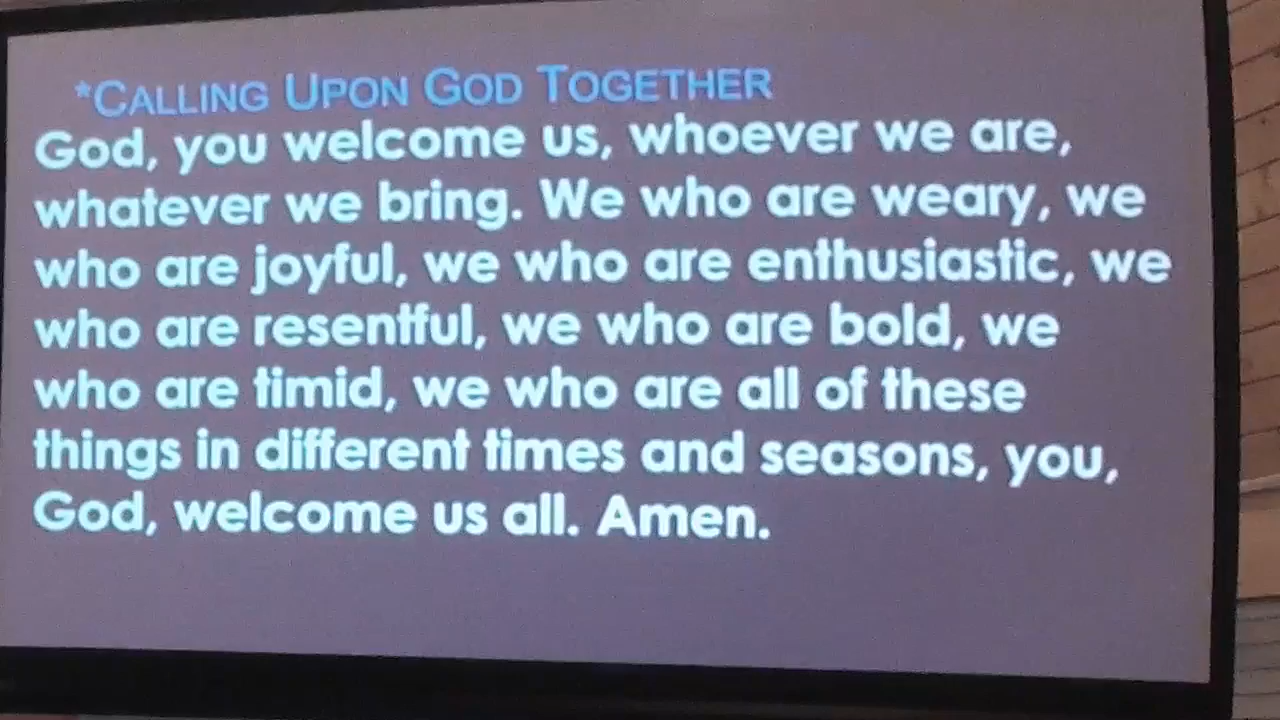 *CALLING UPON GOD TOGETHER
God, you welcome us, whoever we are,
whatever we bring. We who are weary, we
who are joyful, we who are enthusiastic, we
who are resentful, we who are bold, we
who are timid, we who are all of these
things in different times and seasons, you,
God, welcome us all. Amen.